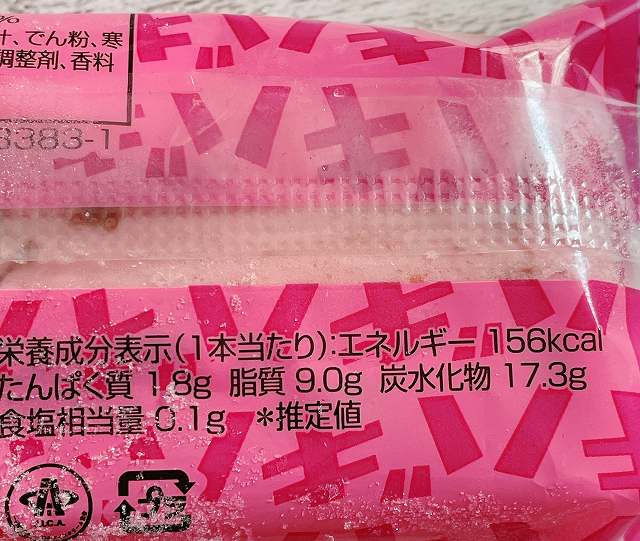 %
汁、でん粉、寒
調整剤、香料
3383-1
栄養成分表示(1本当たり):エネルギー 156kcal
たんぱく質 1.8g 脂質 9.0g 炭水化物 17.3g
食塩相当量 0.1g *推定値
J.I.C.A.